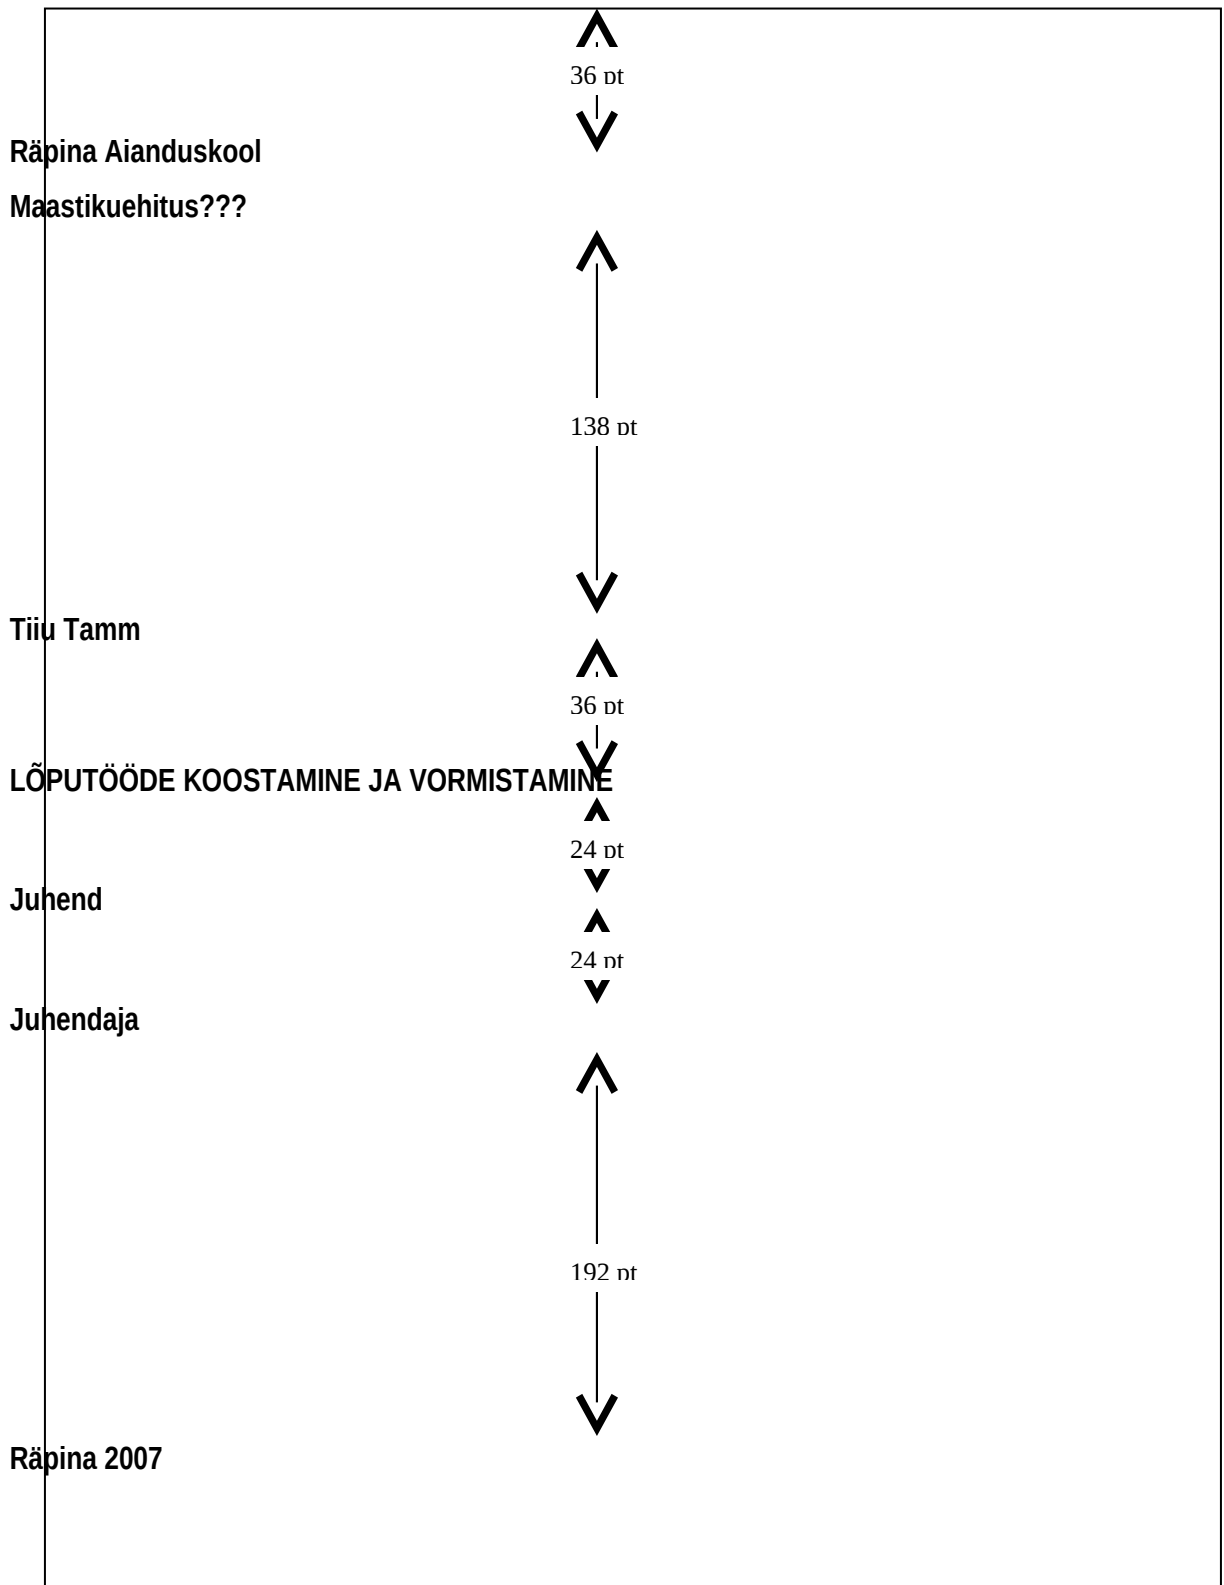 36 pt
Räpina Aianduskool
Maastikuehitus???
138 pt
Tiiu Tamm
36 pt
LÕPUTÖÖDE KOOSTAMINE JA VORMISTAMINE
24 pt
Juhend
24 pt
Juhendaja
192 pt
Räpina 2007